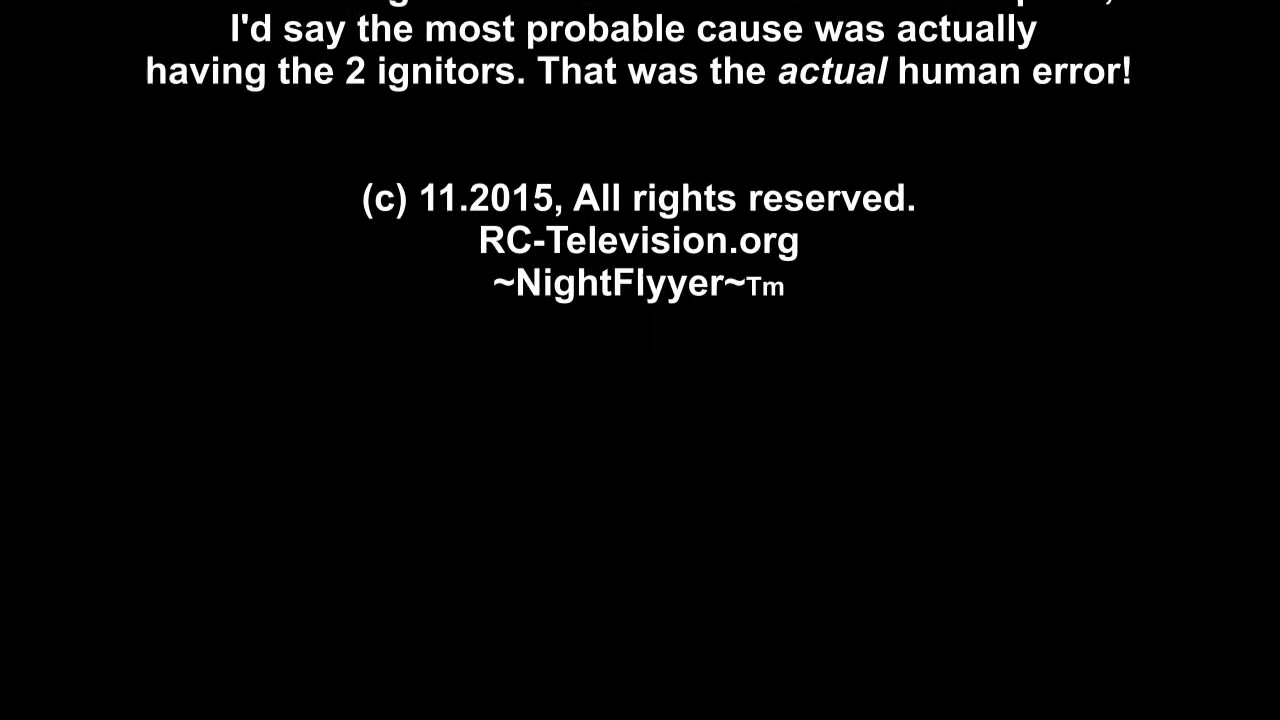 I'd say the most probable cause was actually
having the 2 ignitors. That was the actual human error!
(c) 11.2015, All rights reserved.
RC-Television.org
~NightFlyyer~Tm